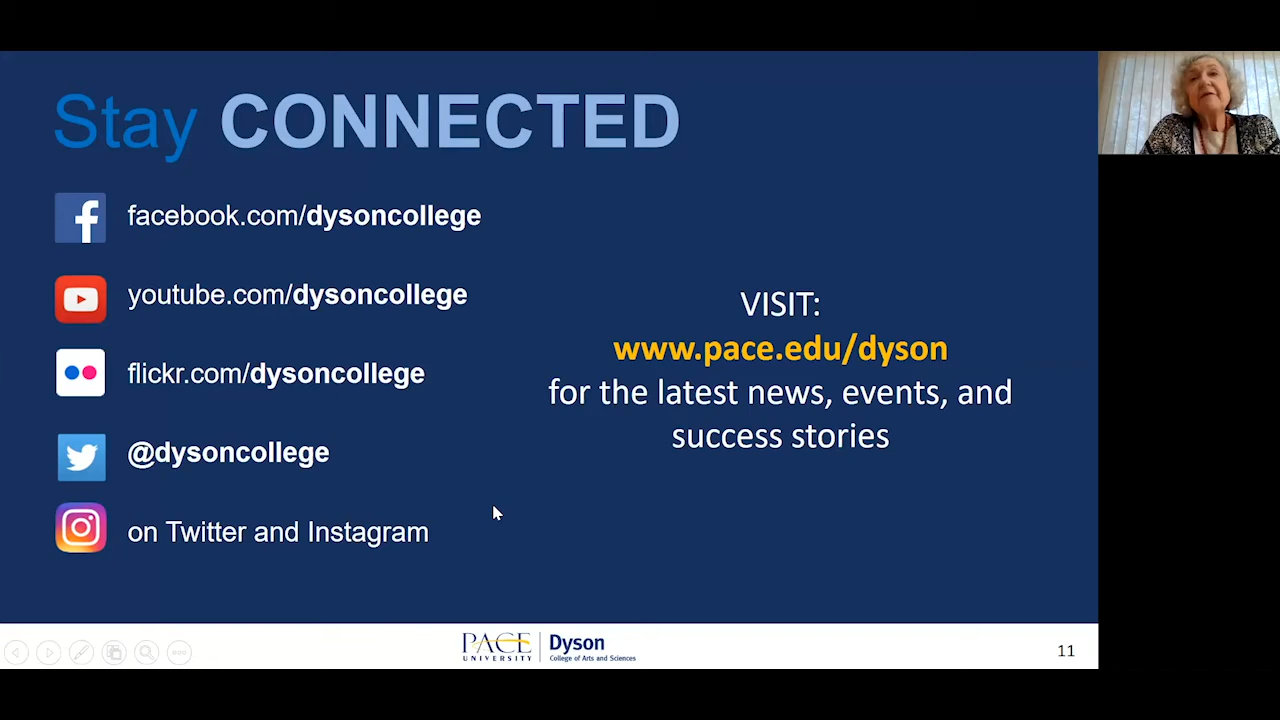 Stay CONNECTED
facebook.com/dysoncollege
youtube.com/dysoncollege
flickr.com/dysoncollege
@dysoncollege
on Twitter and Instagram
VISIT:
www.pace.edu/dyson
for the latest news, events, and
success stories
PACE
UNIVERSITY
Dyson
College of Arts and Sciences
11